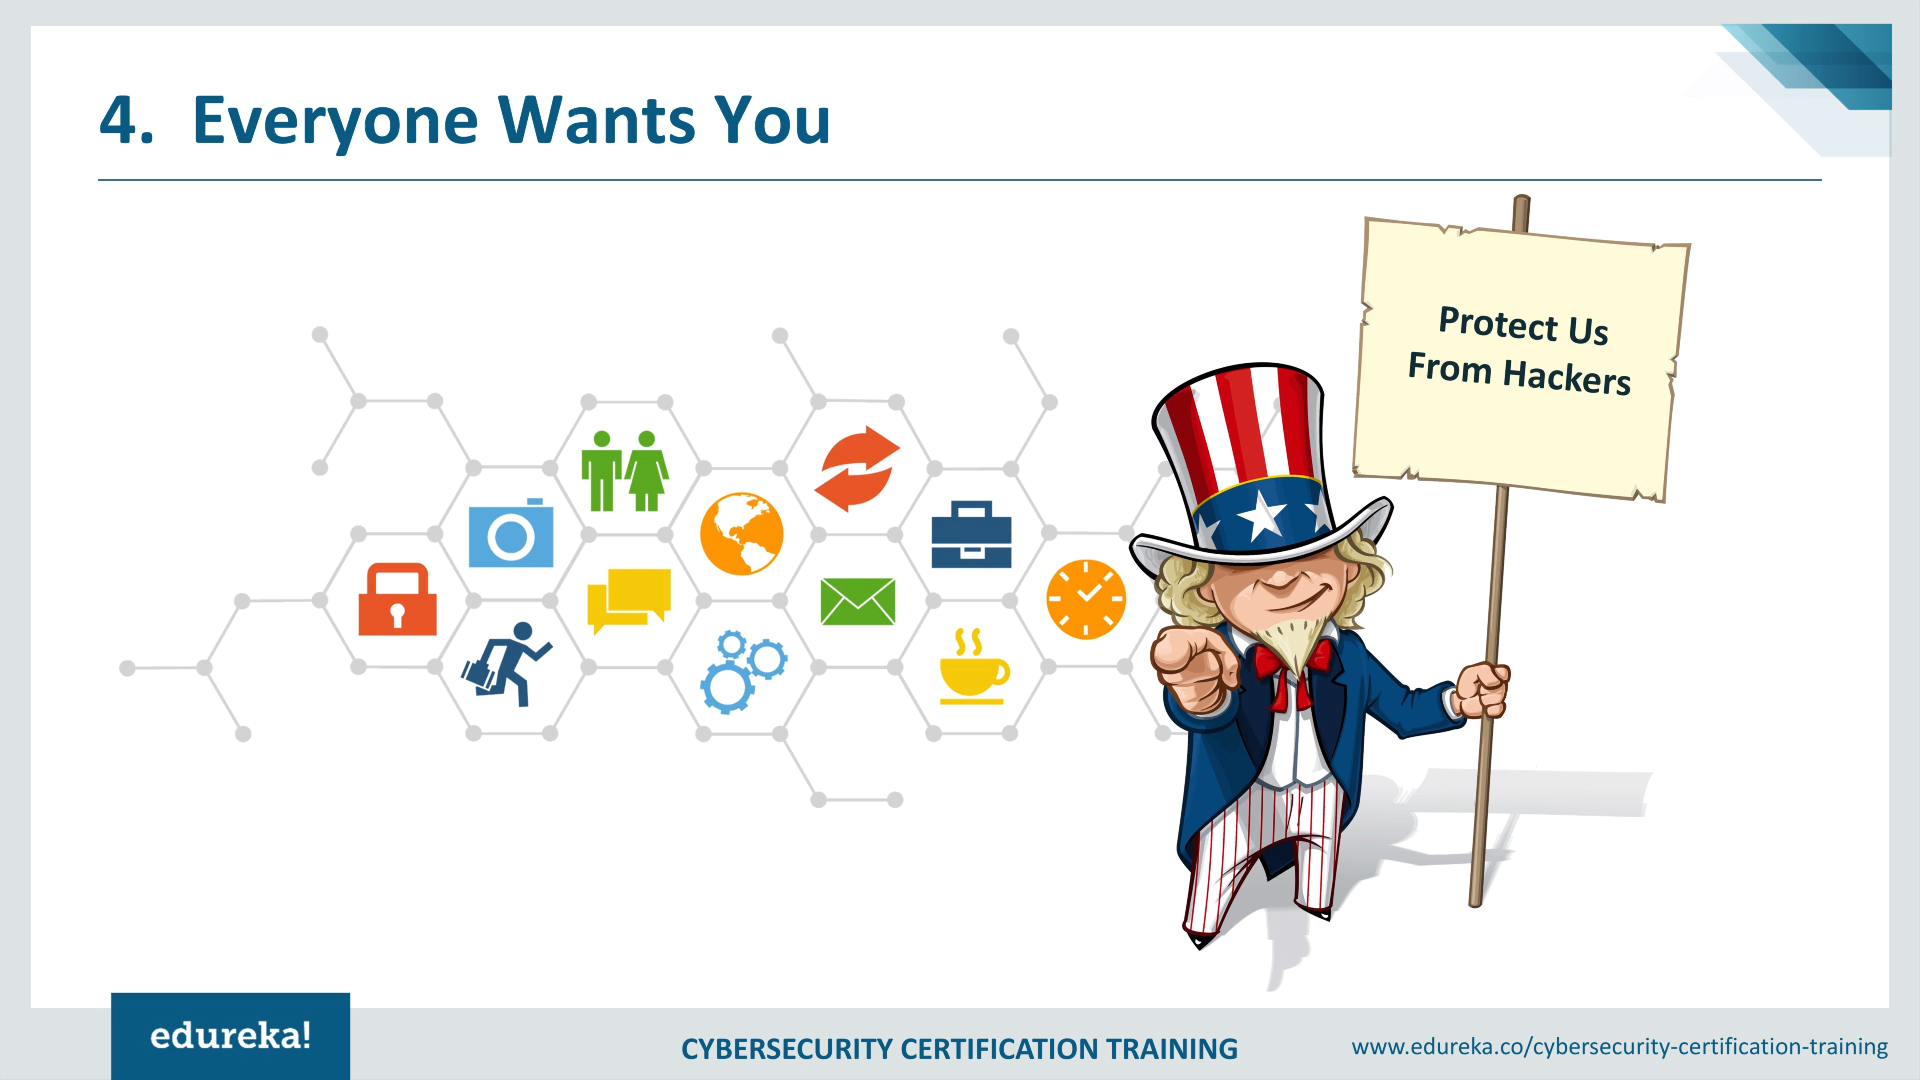 4. Everyone Wants You
Protect Us
From Hackers
edureka!
CYBERSECURITY CERTIFICATION TRAINING
www.edureka.co/cybersecurity-certification-training